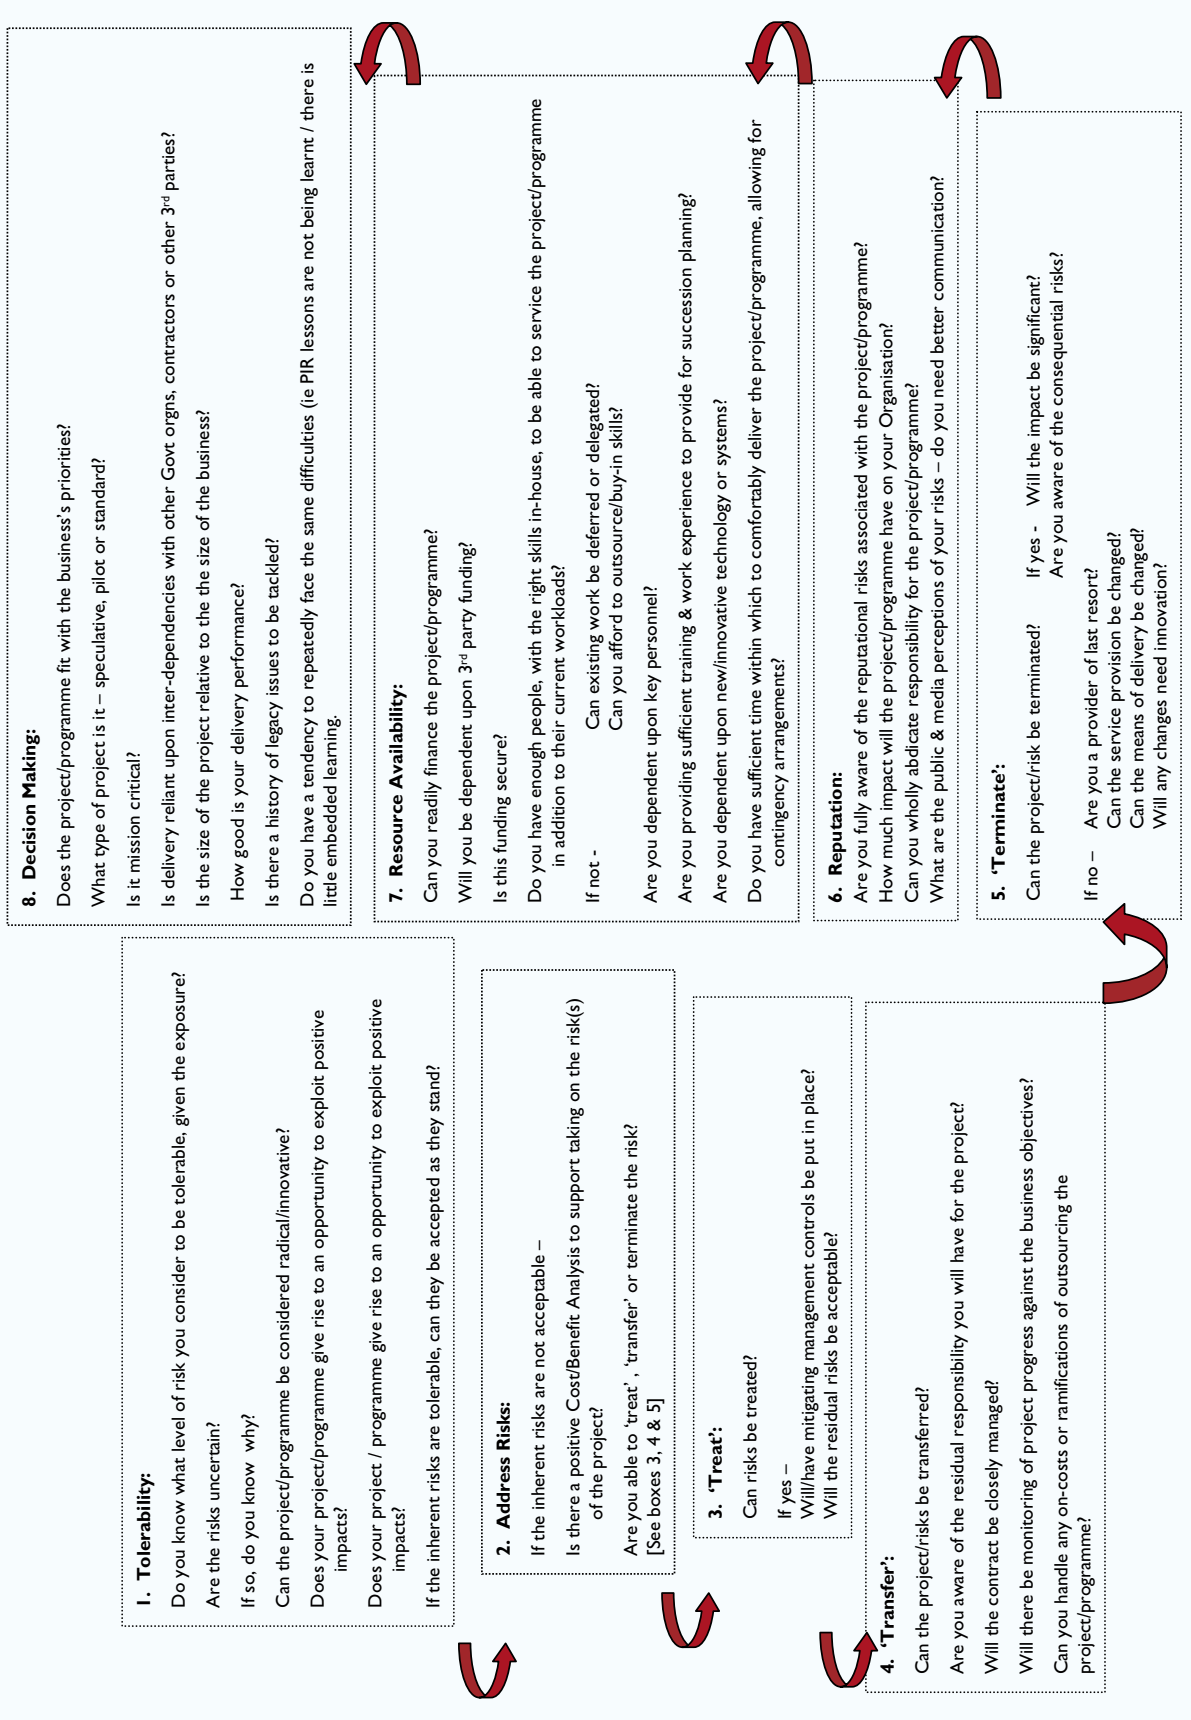 1. Tolerability:
Do you know what level of risk you consider to be tolerable, given the exposure?
Are the risks uncertain?
If so, do you know why?
Can the project/programme be considered radical/innovative?
Does your project/programme give rise to an opportunity to exploit positive
impacts?
Does your project / programme give rise to an opportunity to exploit positive
impacts?
If the inherent risks are tolerable, can they be accepted as they stand?
2. Address Risks:
If the inherent risks are not acceptable –
Is there a positive Cost/Benefit Analysis to support taking on the risk(s)
of the project?
Are you able to ‘treat’ , ‘transfer’ or terminate the risk?
[See boxes 3, 4 & 5]
3. ‘Treat’:
Can risks be treated?
If yes –
Will/have mitigating management controls be put in place?
Will the residual risks be acceptable?
4. ‘Transfer’:
Can the project/risks be transferred?
Are you aware of the residual responsibility you will have for the project?
Will the contract be closely managed?
Will there be monitoring of project progress against the business objectives?
Can you handle any on-costs or ramifications of outsourcing the
project/programme?
5. ‘Terminate’:
Can the project/risk be terminated? If yes - Will the impact be significant?
Are you aware of the consequential risks?
If no – Are you a provider of last resort?
Can the service provision be changed?
Can the means of delivery be changed?
Will any changes need innovation?
6. Reputation:
Are you fully aware of the reputational risks associated with the project/programme?
How much impact will the project/programme have on your Organisation?
Can you wholly abdicate responsibility for the project/programme?
What are the public & media perceptions of your risks – do you need better communication?
7. Resource Availability:
Can you readily finance the project/programme?
Will you be dependent upon 3rd party funding?
Is this funding secure?
Do you have enough people, with the right skills in-house, to be able to service the project/programme
in addition to their current workloads?
If not - Can existing work be deferred or delegated?
Can you afford to outsource/buy-in skills?
Are you dependent upon key personnel?
Are you providing sufficient training & work experience to provide for succession planning?
Are you dependent upon new/innovative technology or systems?
Do you have sufficient time within which to comfortably deliver the project/programme, allowing for
contingency arrangements?
8. Decision Making:
Does the project/programme fit with the business’s priorities?
What type of project is it – speculative, pilot or standard?
Is it mission critical?
Is delivery reliant upon inter-dependencies with other Govt orgns, contractors or other 3rd parties?
Is the size of the project relative to the the size of the business?
How good is your delivery performance?
Is there a history of legacy issues to be tackled?
Do you have a tendency to repeatedly face the same difficulties (ie PIR lessons are not being learnt / there is
little embedded learning.